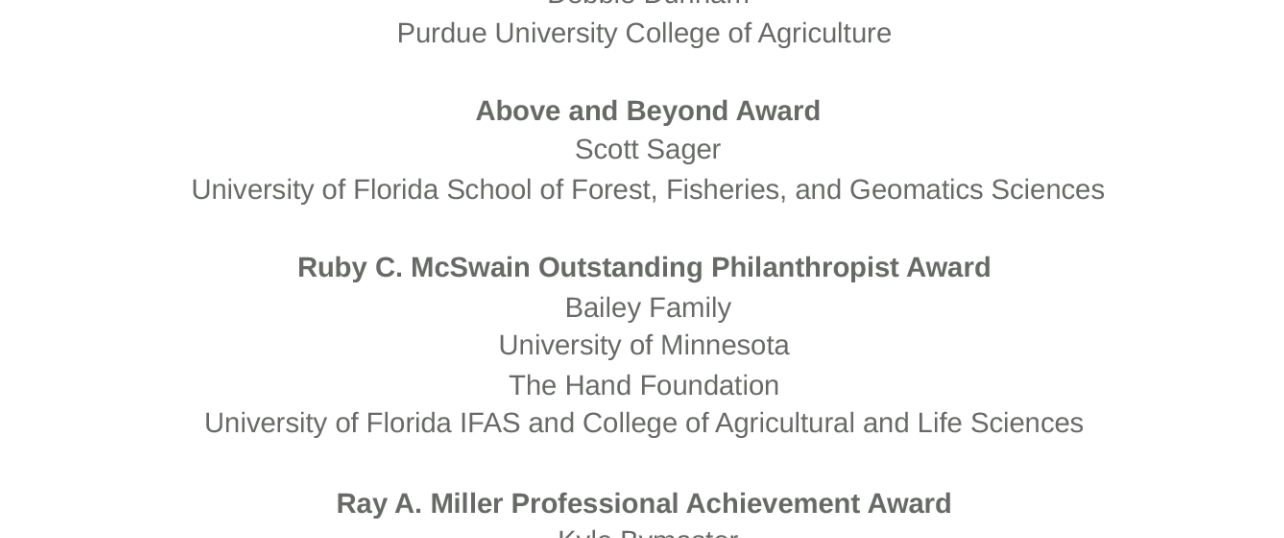 Purdue University College of Agriculture
Above and Beyond Award
Scott Sager
University of Florida School of Forest, Fisheries, and Geomatics Sciences
Ruby C. McSwain Outstanding Philanthropist Award
Bailey Family
University of Minnesota
The Hand Foundation
University of Florida IFAS and College of Agricultural and Life Sciences
Ray A. Miller Professional Achievement Award